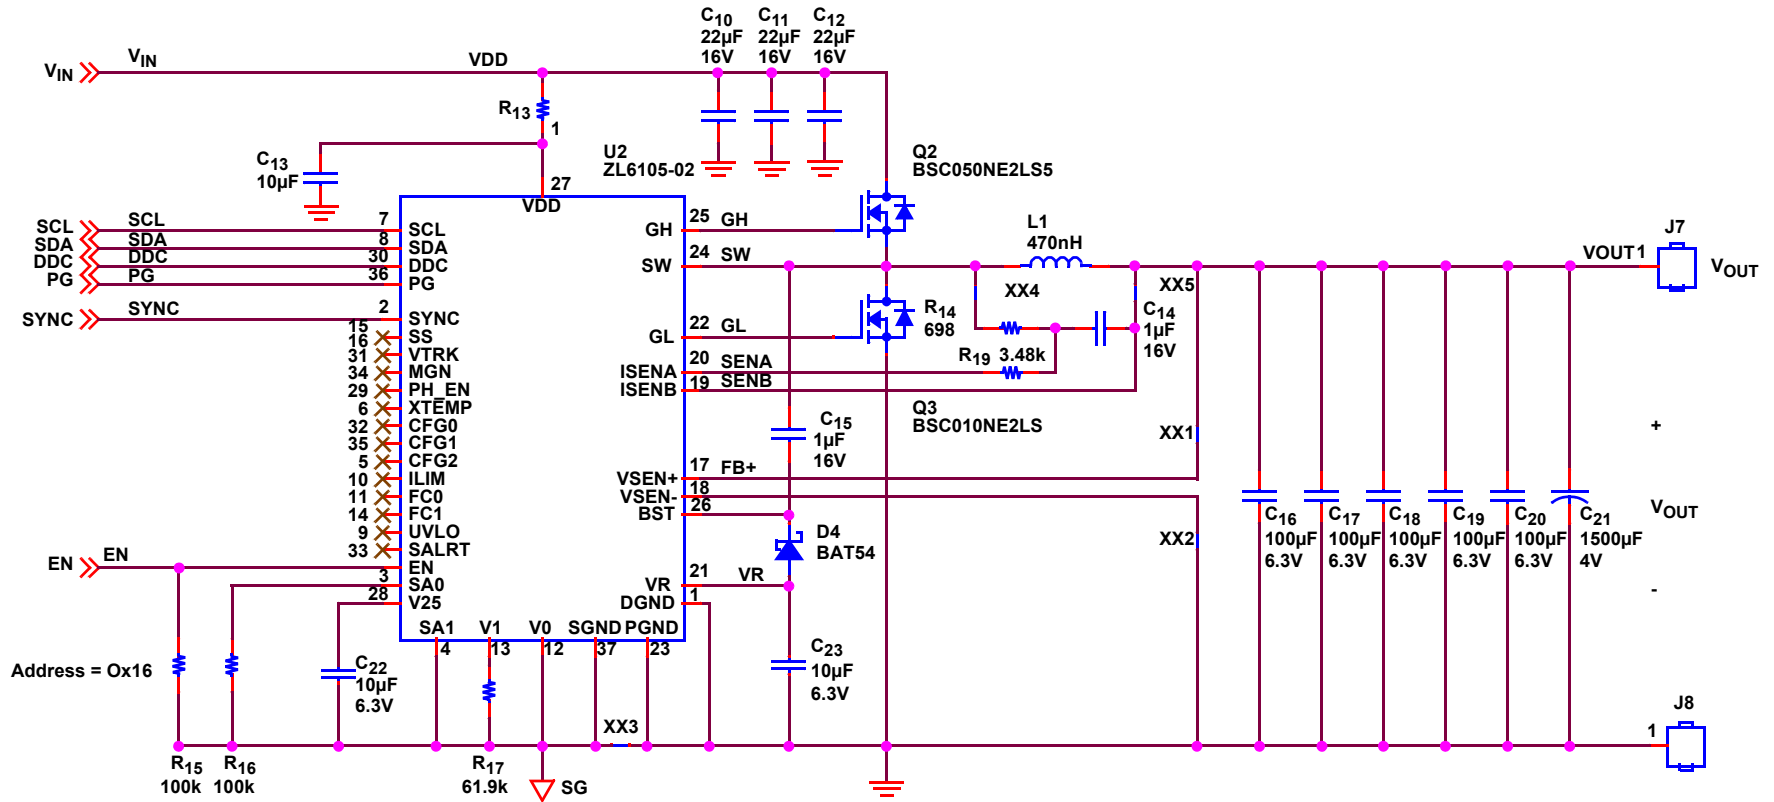 C10
22µF
16V
C11
22µF
16V
C12
22µF
16V
VIN
VIN
VDD
R13
1
C13
10µF
U2
ZL6105-02
Q2
BSC050NE2LS5
27
VDD
SCL
SCL
7
SCL
SDA
SDA
8
SDA
DDC
DDC
30
DDC
PG
PG
36
PG
SYNC
SYNC
2
SYNC
15
SS
16
VTRK
31
MGN
34
PH_EN
29
XTEMP
6
CFG0
32
CFG1
35
CFG2
5
ILIM
10
FC0
11
FC1
14
UVLO
9
SALRT
33
EN
EN
EN
3
SA0
28
V25
GH
25
GH
SW
24
SW
GL
22
GL
ISENA
20
SENA
ISENB
19
SENB
VSEN+
17
FB+
VSEN-
18
BST
26
VR
21
VR
DGND
1
SA1
4
V1
13
V0
12
SGND
37
PGND
23
L1
470nH
XX4
XX5
R14
698
C14
1µF
16V
R19 3.48k
Q3
BSC010NE2LS
C15
1µF
16V
D4
BAT54
C23
10µF
6.3V
XX1
XX2
VOUT 1
J7
VOUT
+
VOUT
-
C16
100µF
6.3V
C17
100µF
6.3V
C18
100µF
6.3V
C19
100µF
6.3V
C20
100µF
6.3V
C21
1500µF
4V
J8
1
Address = Ox16
C22
10µF
6.3V
XX3
R15
100k
R16
100k
R17
61.9k
SG